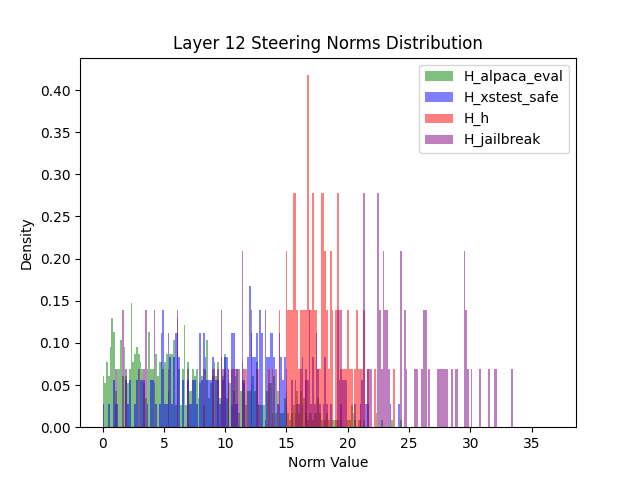 Layer 12 Steering Norms Distribution
H_alpaca_eval
H_xstest_safe
H_h
H_jailbreak
0.40
0.35
0.30
0.25
0.20
0.15
0.10
0.05
0.00
Density
0 5 10 15 20 25 30 35
Norm Value